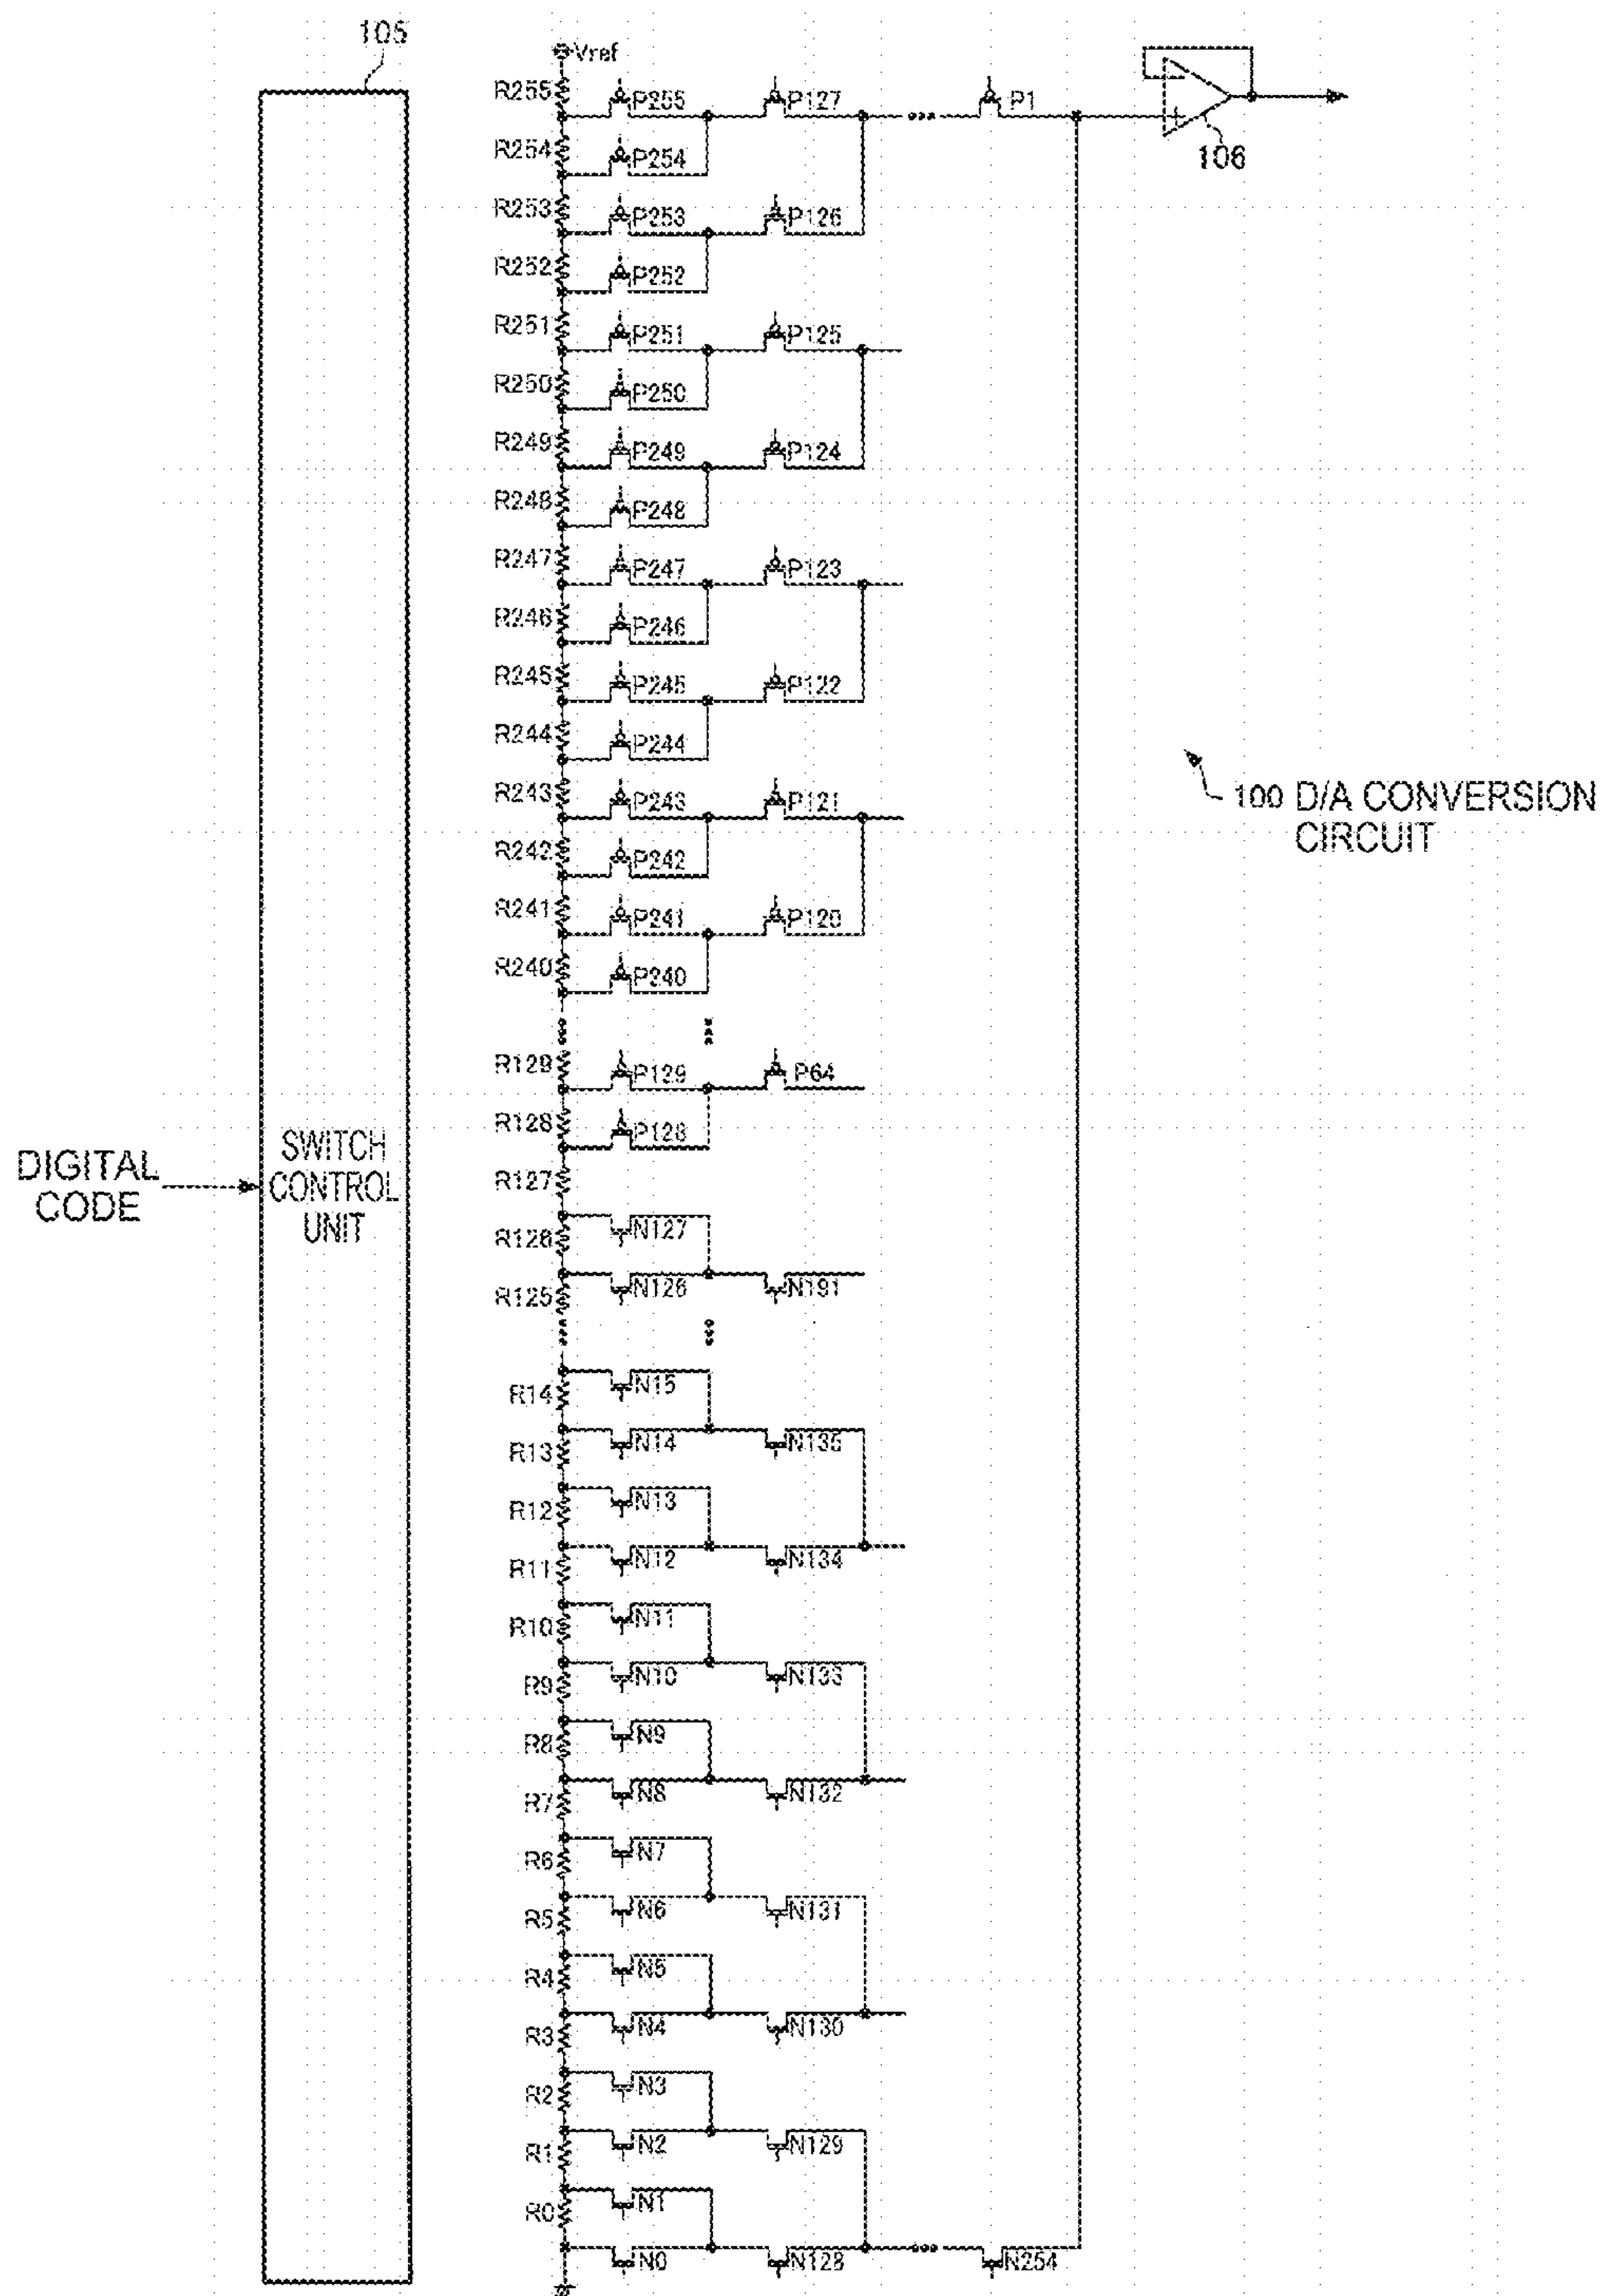 105
Vref
R255 P255 P127 P1
R254 P254 106
R253 P253 P126
R252 P252
R251 P251 P125
R250 P250
R249 P249 P124
R248 P248
R247 P247 P123
R246 P246
R245 P245 P122
R244 P244
R243 P243 P121
100 D/A CONVERSION
CIRCUIT
R242 P242
R241 P241 P120
R240 P240
R129 P129 P64
R128 P128
DIGITAL
CODE
SWITCH
CONTROL
UNIT
R127
R126 N127
R125 N126 N191
R14 N15
R13 N14 N135
R12 N13
R11 N12 N134
R10 N11
R9 N10 N133
R8 N9
R7 N8 N132
R6 N7
R5 N6 N131
R4 N5
R3 N4 N130
R2 N3
R1 N2 N129
R0 N1
N0 N128 N254